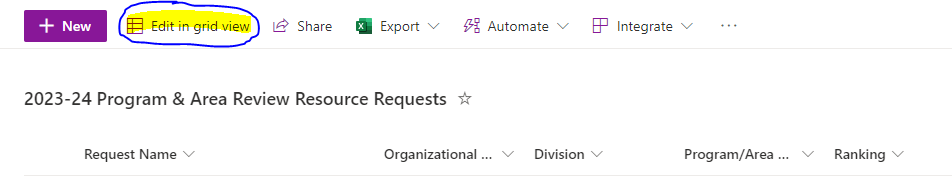 + New Edit in grid view Share Export Automate Integrate ...
2023-24 Program & Area Review Resource Requests
Request Name Organizational ... Division Program/Area ... Ranking